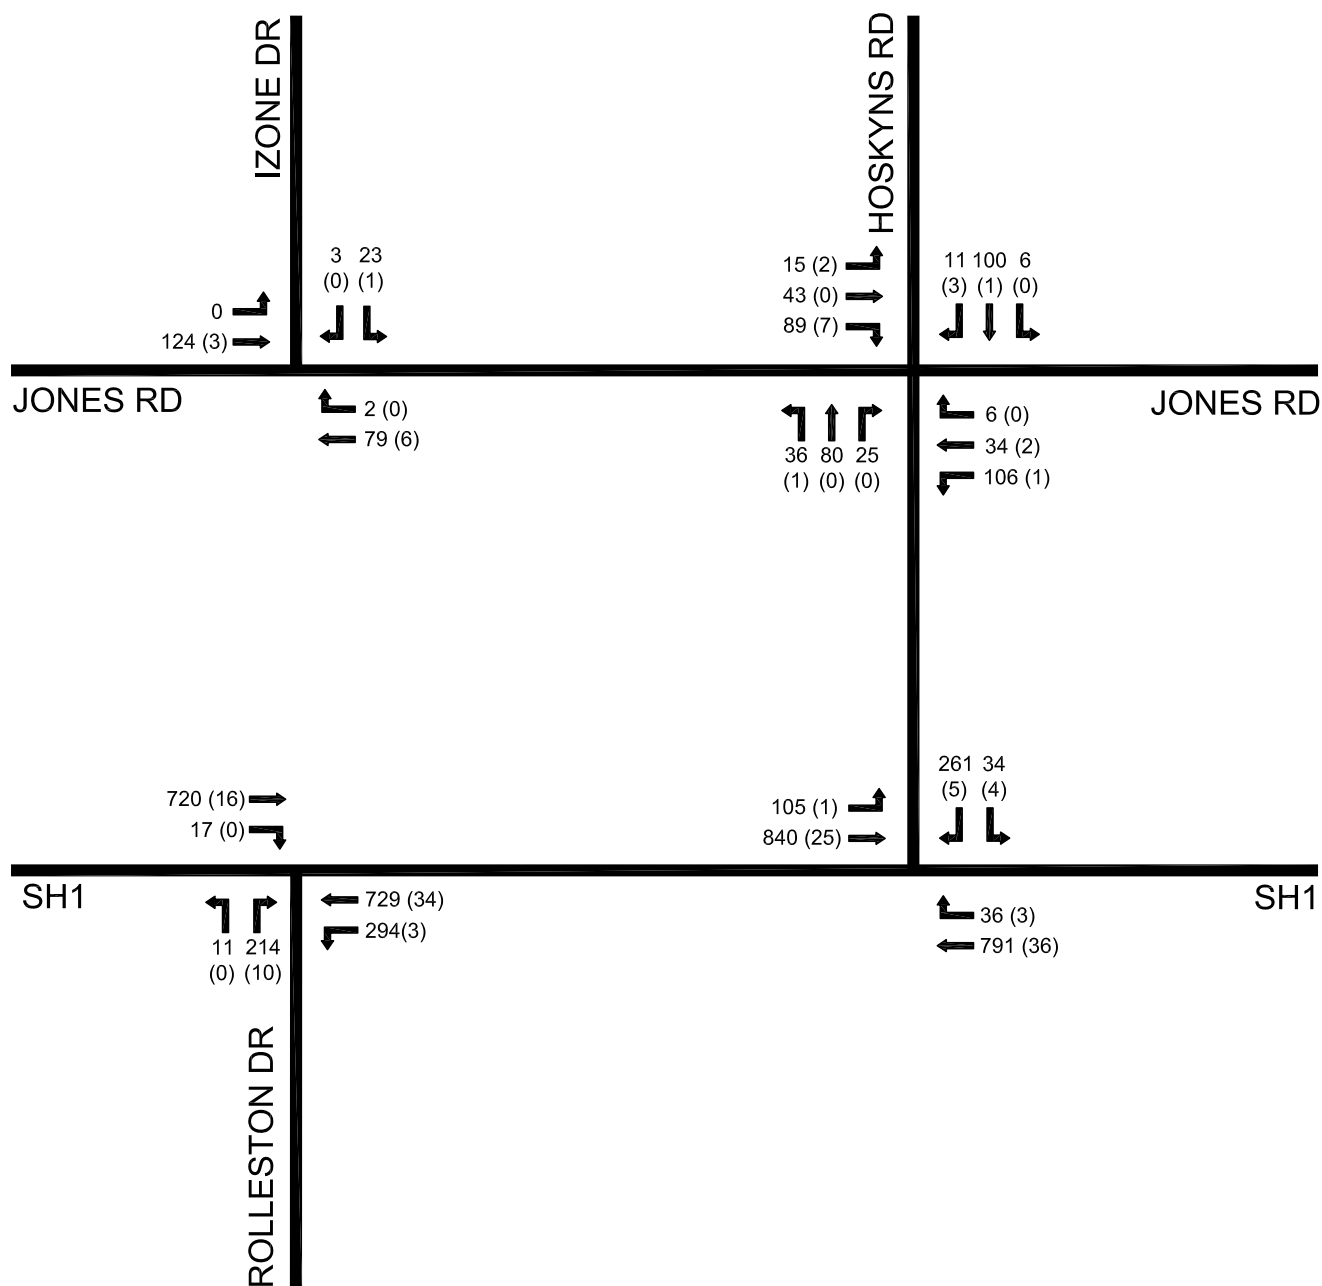 IZONE DR
HOSKYNS RD
3 23
(0) (1)
0
124 (3)
15 (2)
43 (0)
89 (7)
11 100 6
(3) (1) (0)
JONES RD
2 (0)
79 (6)
36 80 25
(1) (0) (0)
6 (0)
34 (2)
106 (1)
JONES RD
720 (16)
17 (0)
105 (1)
840 (25)
261 34
(5) (4)
SH1
11 214
(0) (10)
729 (34)
294(3)
36 (3)
791 (36)
SH1
ROLLESTON DR